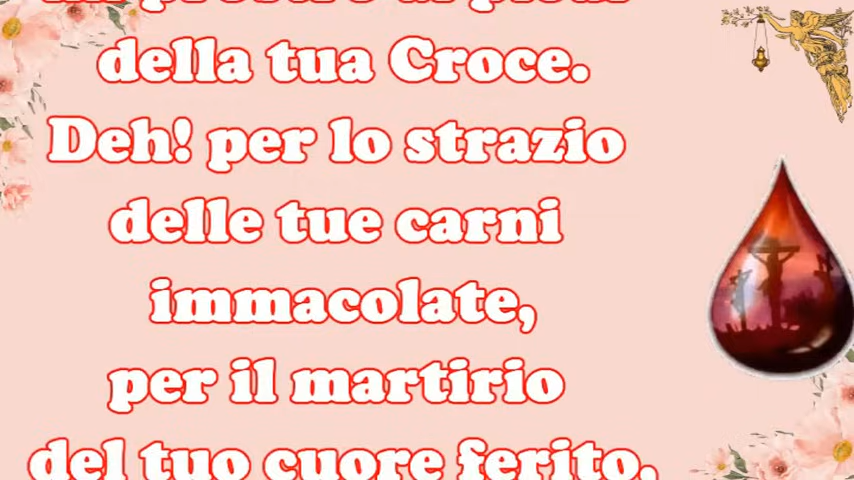 della tua Croce.
Deh! per lo strazio
delle tue carni
immacolate,
per il martirio
del tuo cuore ferito,